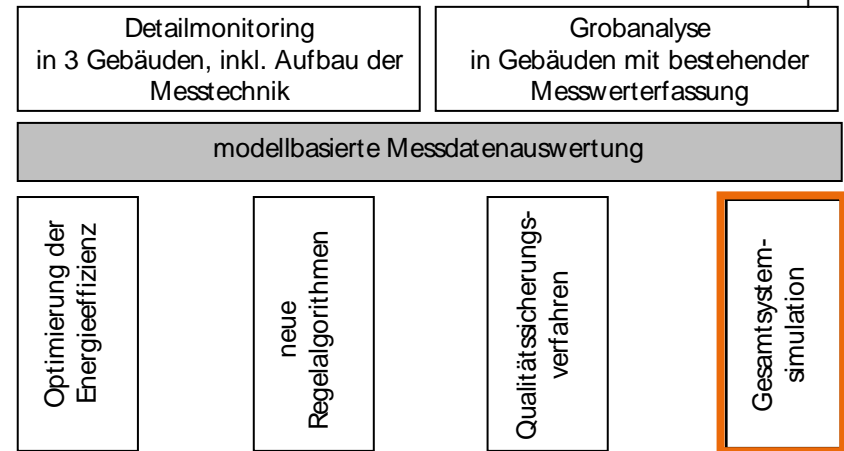 Detailmonitoring
in 3 Gebäuden, inkl. Aufbau der
Messtechnik
Grobanalyse
in Gebäuden mit bestehender
Messwerterfassung
modellbasierte Messdatenauswertung
Optimierung der
Energieeffizienz
neue
Regelalgorithmen
Qualitätssicherungs-
verfahren
Gesamtsystem-
simulation